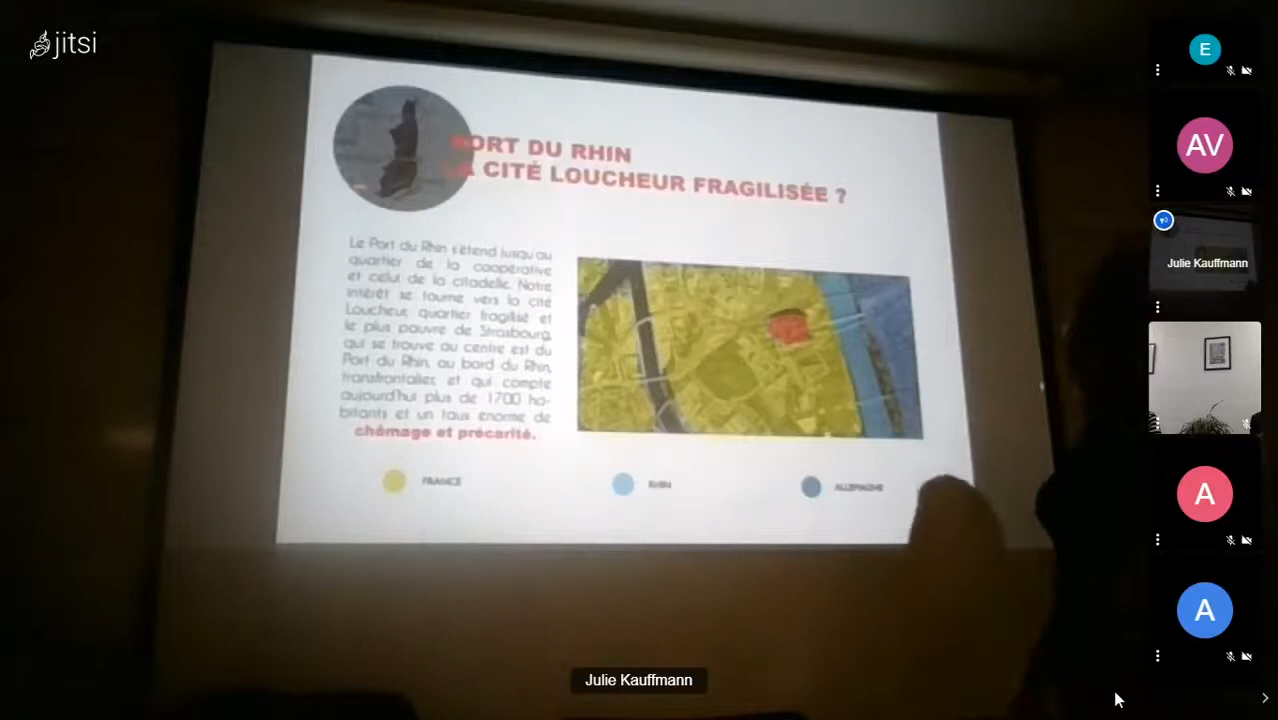 jitsi
PORT DU RHIN
LA CITÉ LOUCHEUR FRAGILISÉE ?
Le Port du Rhin s'étend jusqu'au
quartier de la coopérative
et celui de la citadelle. Notre
intérêt se tourne vers la cité
Loucheur, quartier fragilisé et
le plus pauvre de Strasbourg,
qui se trouve au centre est du
Port du Rhin, au bord du Rhin,
transfrontalier, et qui compte
aujourd'hui plus de 1700 ha-
bitants et un taux énorme de
chômage et précarité.
FRANCE
RHIN
ALLEMAGNE
E
AV
Julie Kauffmann
A
A
Julie Kauffmann